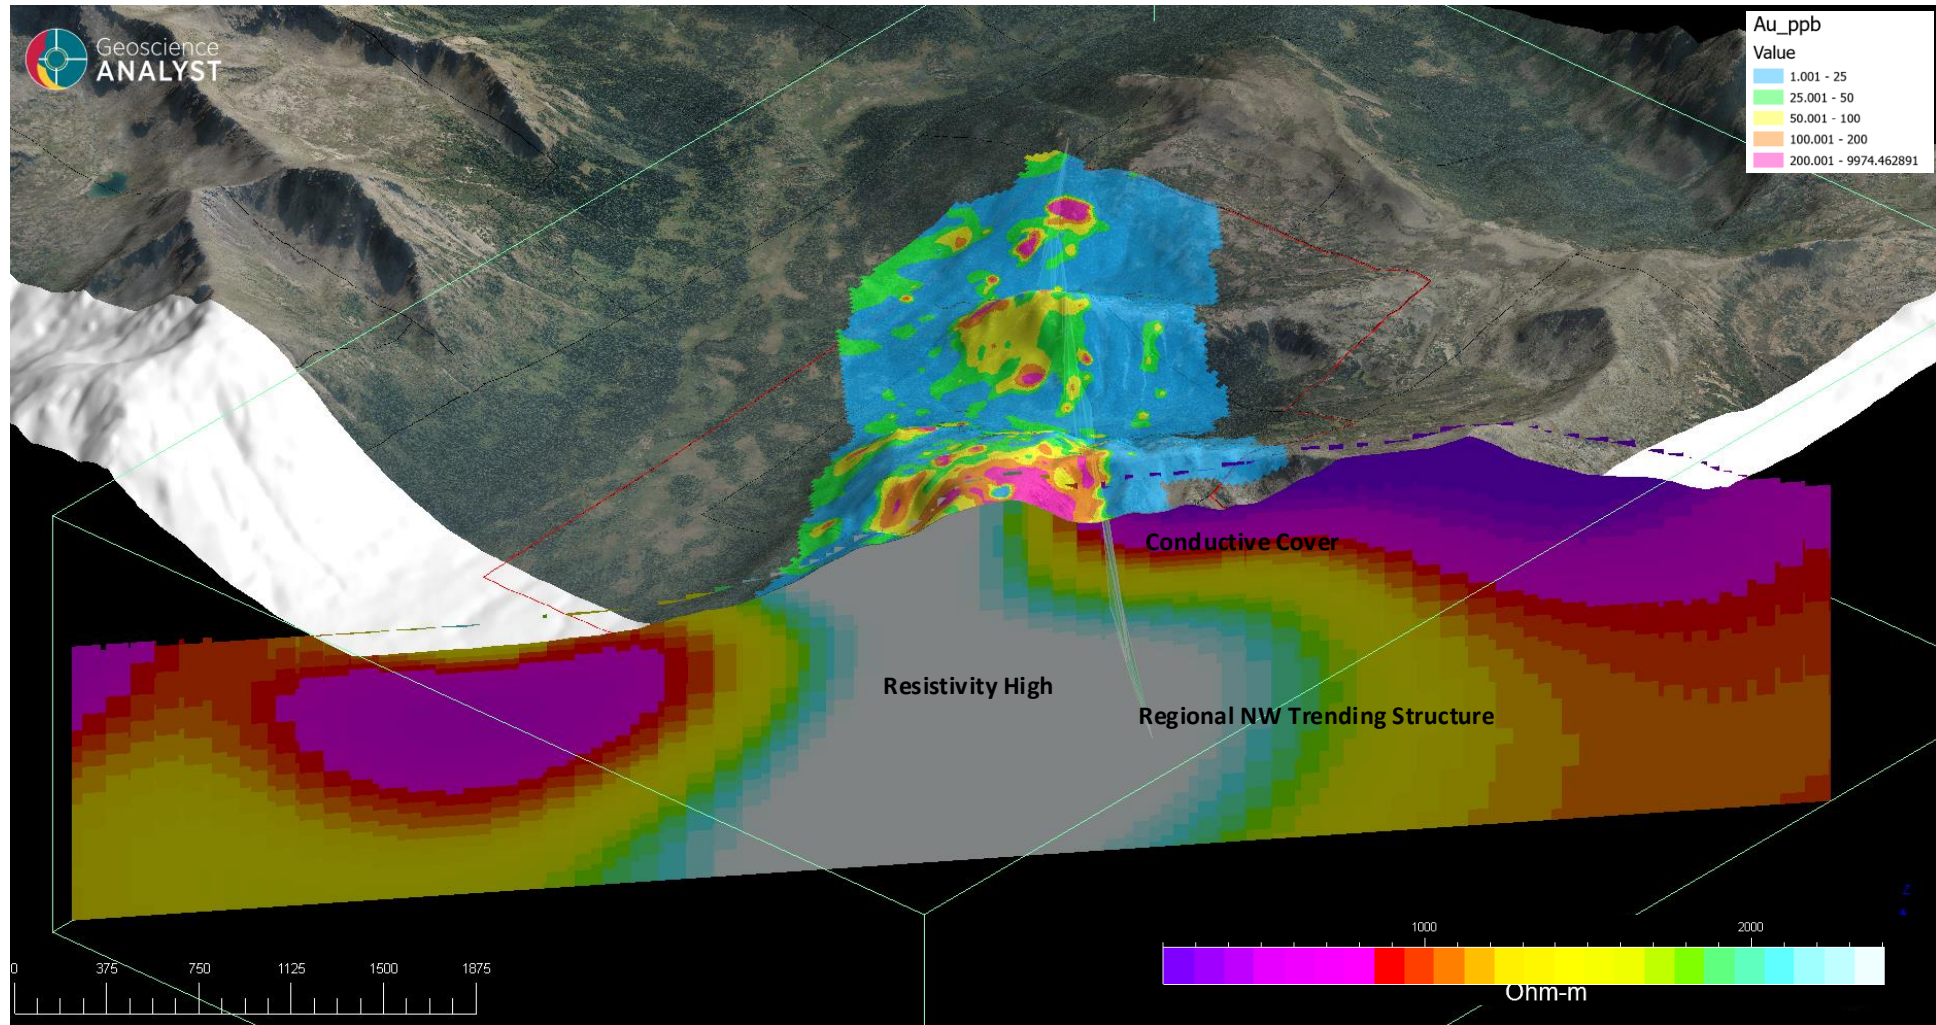 Geoscience
ANALYST
Au_ppb
Value
1.001 - 25
25.001 - 50
50.001 - 100
100.001 - 200
200.001 - 9974.462891
Conductive Cover
Resistivity High
Regional NW Trending Structure
0 375 750 1125 1500 1875
1000 2000
Ohm-m
Z